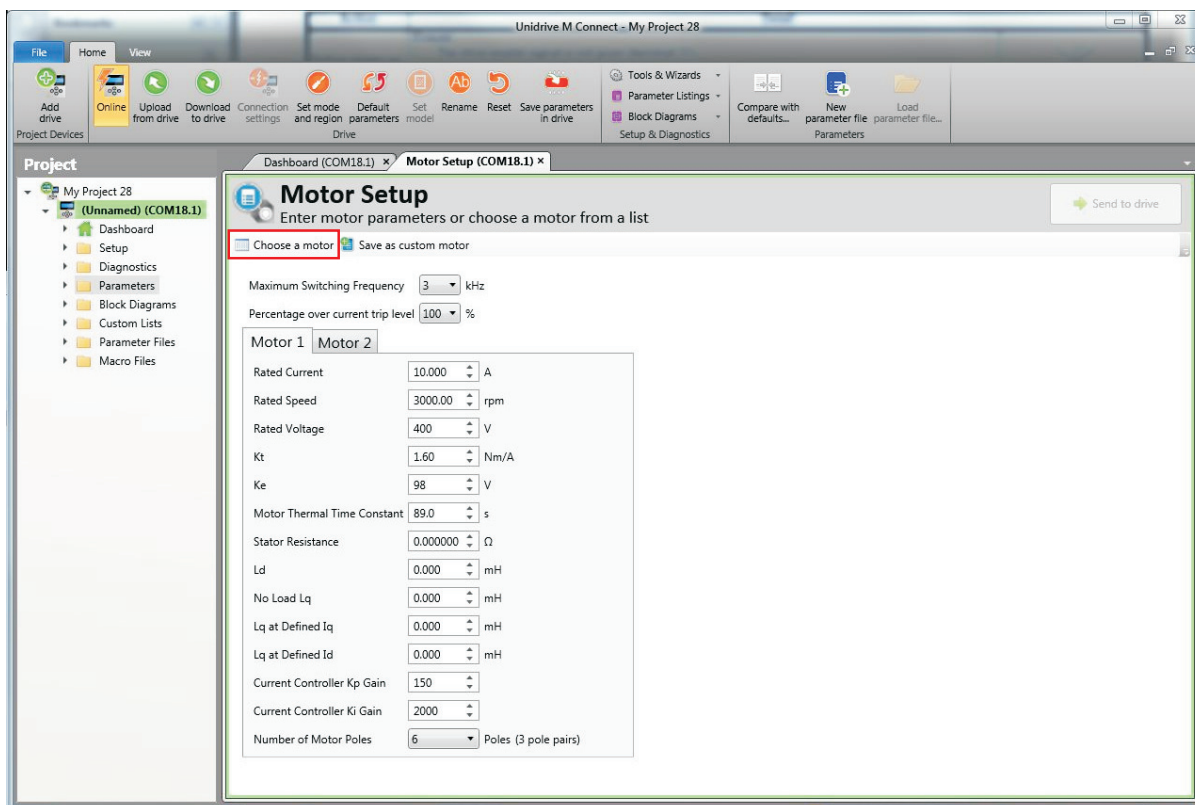 Unidrive M Connect - My Project 28
File Home View
Add drive
Online
Upload from drive
Download to drive
Connection settings
Set mode and region
Default parameters
Set model
Rename
Reset
Save parameters in drive
Tools & Wizards
Parameter Listings
Block Diagrams
Compare with defaults...
New parameter file
Load parameter file...
Project Devices
Drive
Setup & Diagnostics
Parameters
Project
Dashboard (COM18.1) ×
Motor Setup (COM18.1) ×
My Project 28
(Unnamed) (COM18.1)
Dashboard
Setup
Diagnostics
Parameters
Block Diagrams
Custom Lists
Parameter Files
Macro Files
Motor Setup
Enter motor parameters or choose a motor from a list
Send to drive
Choose a motor
Save as custom motor
Maximum Switching Frequency 3 kHz
Percentage over current trip level 100 %
Motor 1 Motor 2
Rated Current 10.000 A
Rated Speed 3000.00 rpm
Rated Voltage 400 V
Kt 1.60 Nm/A
Ke 98 V
Motor Thermal Time Constant 89.0 s
Stator Resistance 0.000000 Ω
Ld 0.000 mH
No Load Lq 0.000 mH
Lq at Defined Iq 0.000 mH
Lq at Defined Id 0.000 mH
Current Controller Kp Gain 150
Current Controller Ki Gain 2000
Number of Motor Poles 6 Poles (3 pole pairs)